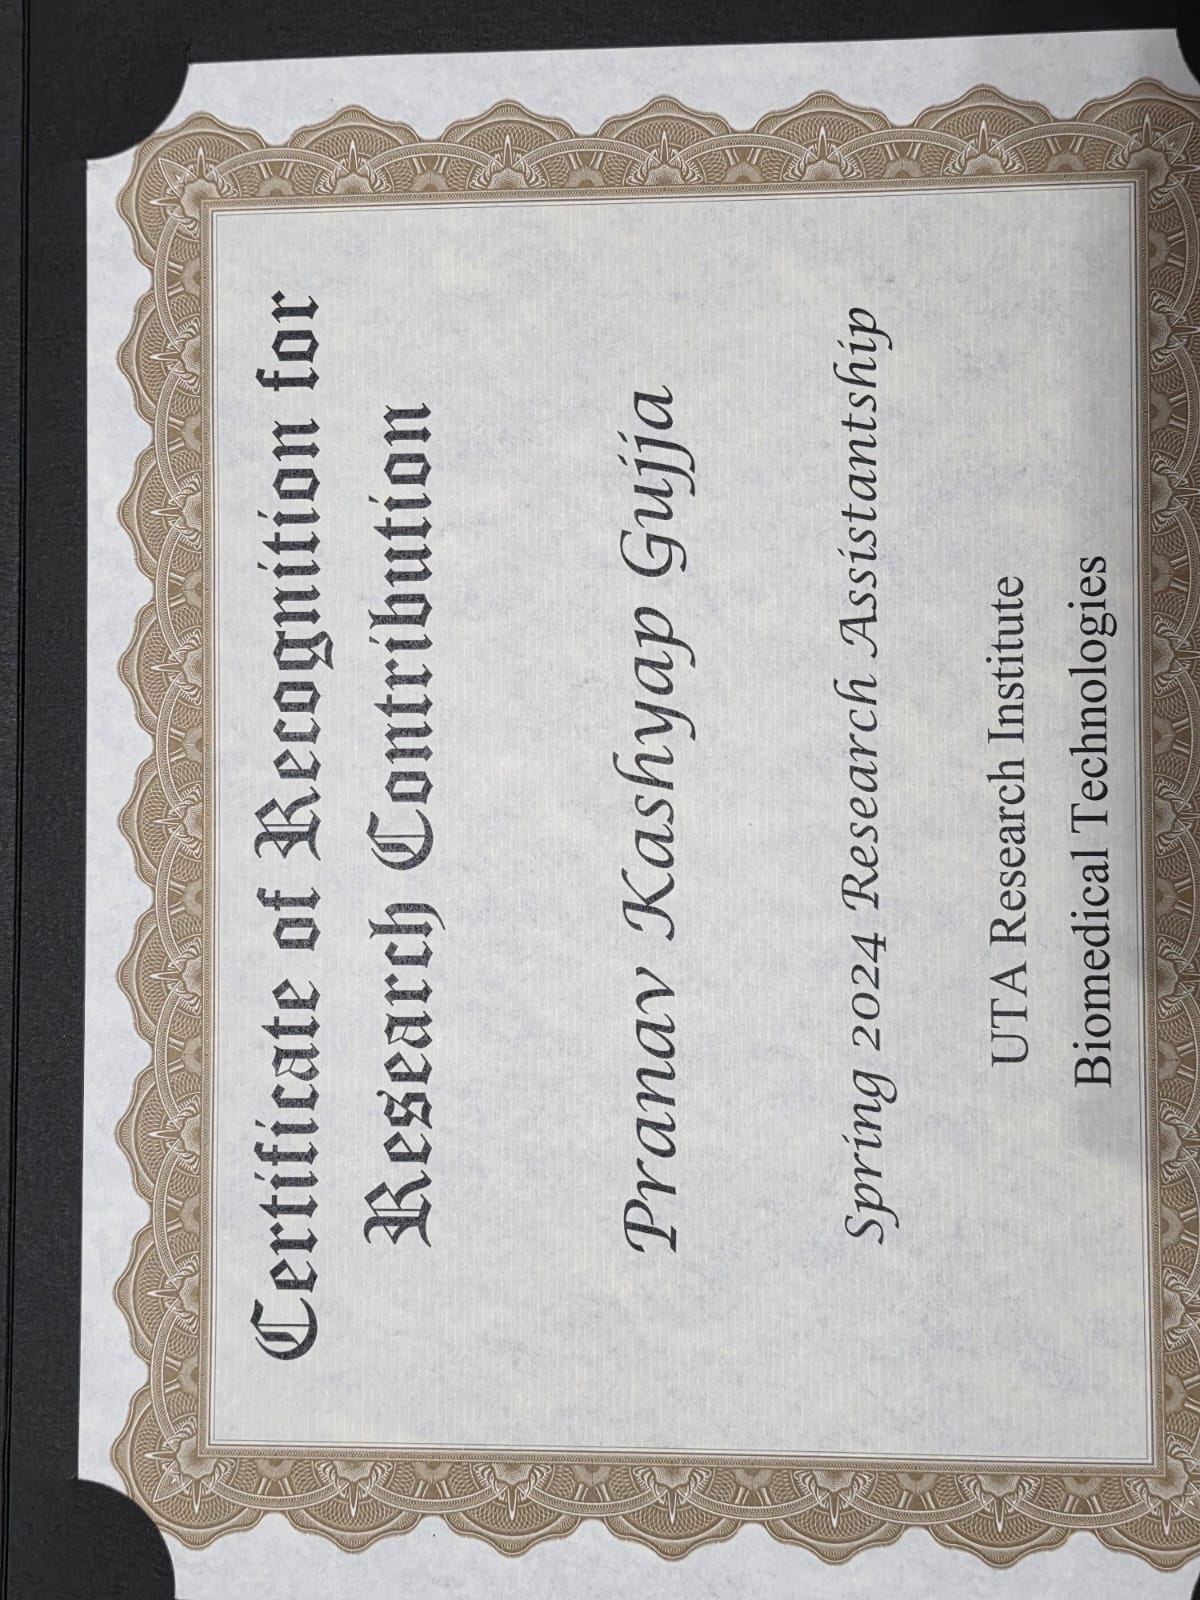 Certificate of Recognition for
Research Contribution
Pranav Kashyap Gujja
Spring 2024 Research Assistantship
UTA Research Institute
Biomedical Technologies